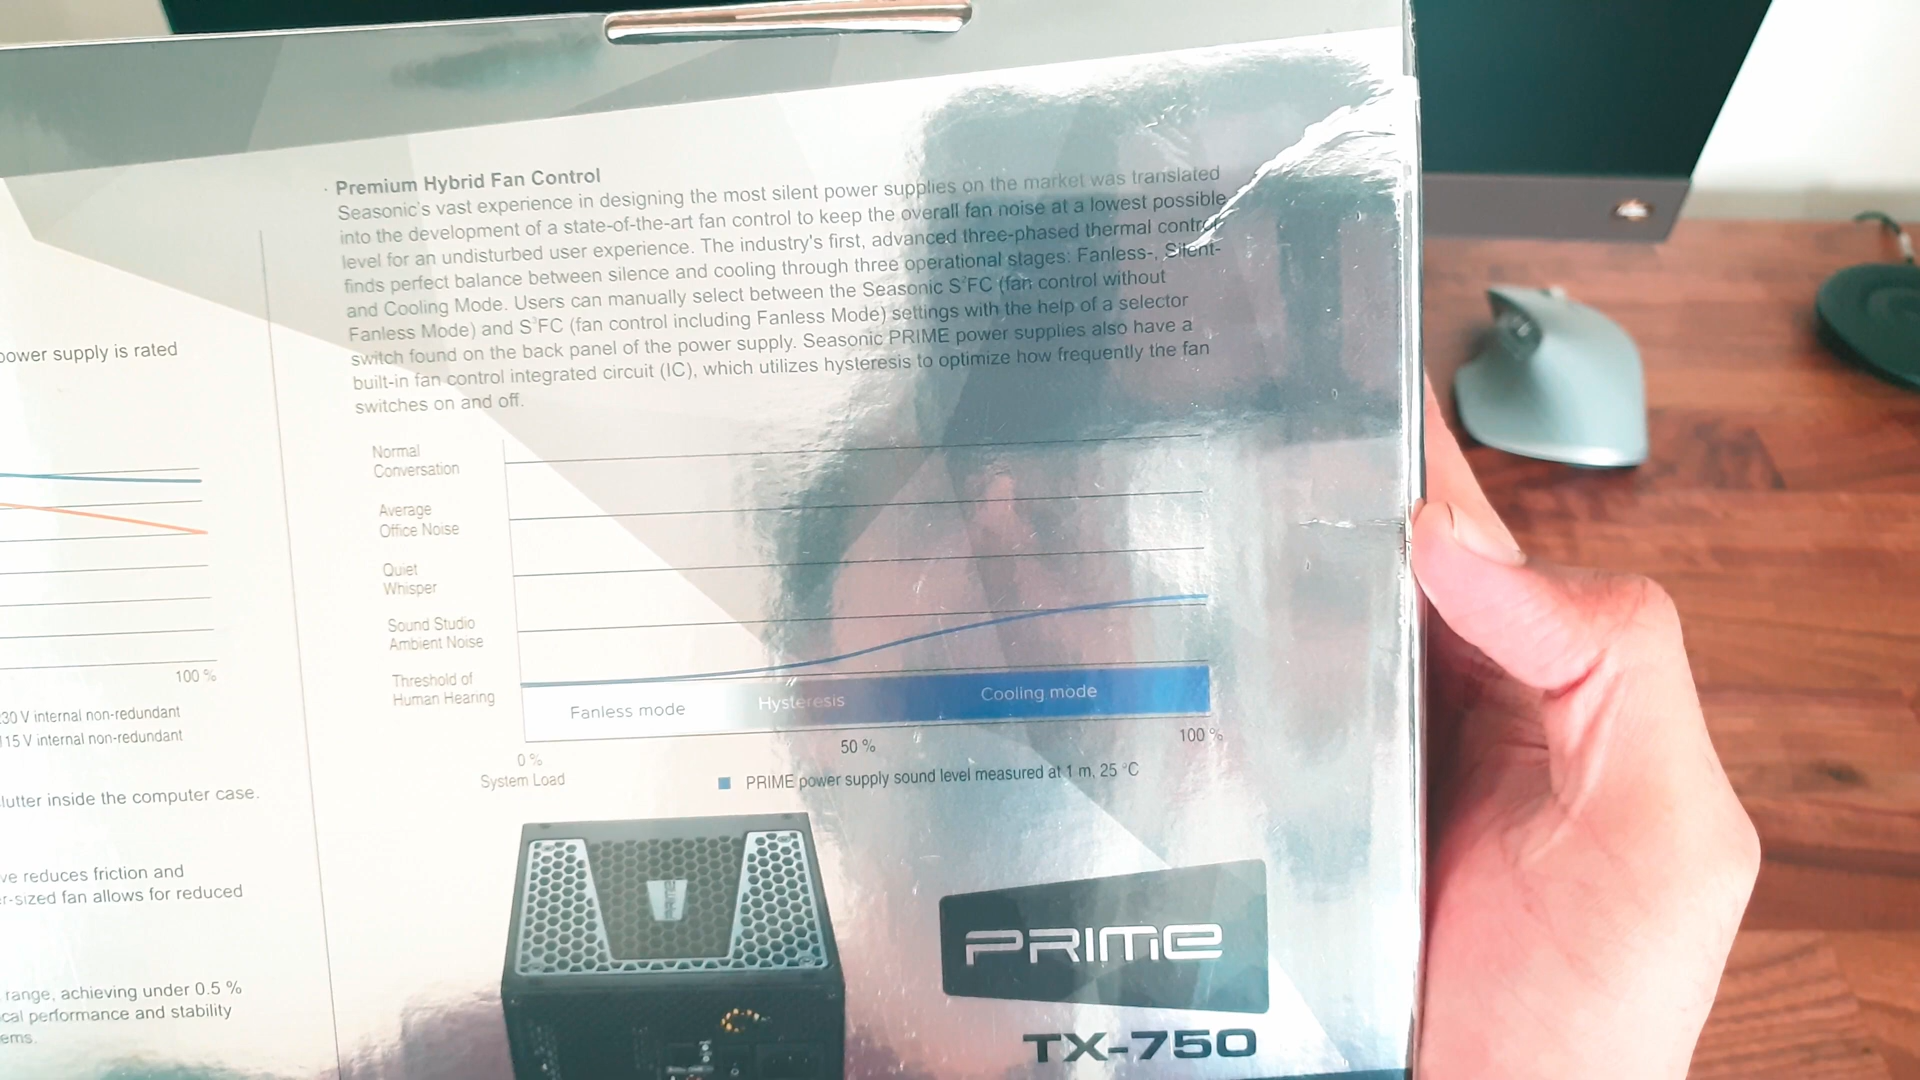 power supply is rated
100 %
30 V internal non-redundant
115 V internal non-redundant
lutter inside the computer case.
ve reduces friction and
r-sized fan allows for reduced
range, achieving under 0.5 %
cal performance and stability
ems.
· Premium Hybrid Fan Control
Seasonic's vast experience in designing the most silent power supplies on the market was translated
into the development of a state-of-the-art fan control to keep the overall fan noise at a lowest possible
level for an undisturbed user experience. The industry's first, advanced three-phased thermal control
finds perfect balance between silence and cooling through three operational stages: Fanless-, Silent-
and Cooling Mode. Users can manually select between the Seasonic S²FC (fan control without
Fanless Mode) and S³FC (fan control including Fanless Mode) settings with the help of a selector
switch found on the back panel of the power supply. Seasonic PRIME power supplies also have a
built-in fan control integrated circuit (IC), which utilizes hysteresis to optimize how frequently the fan
switches on and off.
Normal
Conversation
Average
Office Noise
Quiet
Whisper
Sound Studio
Ambient Noise
Threshold of
Human Hearing
Fanless mode Hysteresis Cooling mode
0 % 50 % 100 %
System Load
PRIME power supply sound level measured at 1 m, 25 °C
PRIME
TX-750